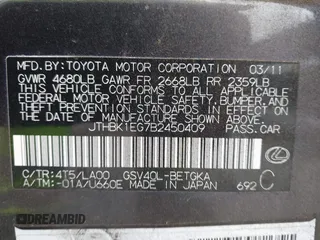 MFD.BY:TOYOTA MOTOR CORPORATION 03/11
GVWR 4680LB GAWR FR 2668LB RR 2359LB
THIS VEHICLE CONFORMS TO ALL APPLICABLE
FEDERAL MOTOR VEHICLE SAFETY, BUMPER, AND
THEFT PREVENTION STANDARDS IN EFFECT ON
THE DATE OF MANUFACTURE SHOWN ABOVE.
JTHBK1EG7B2450409 PASS.CAR
C/TR:4T5/LA00 GSV40L-BETGKA
A/TM:-01A/U660E MADE IN JAPAN 692 C
DREAMBID